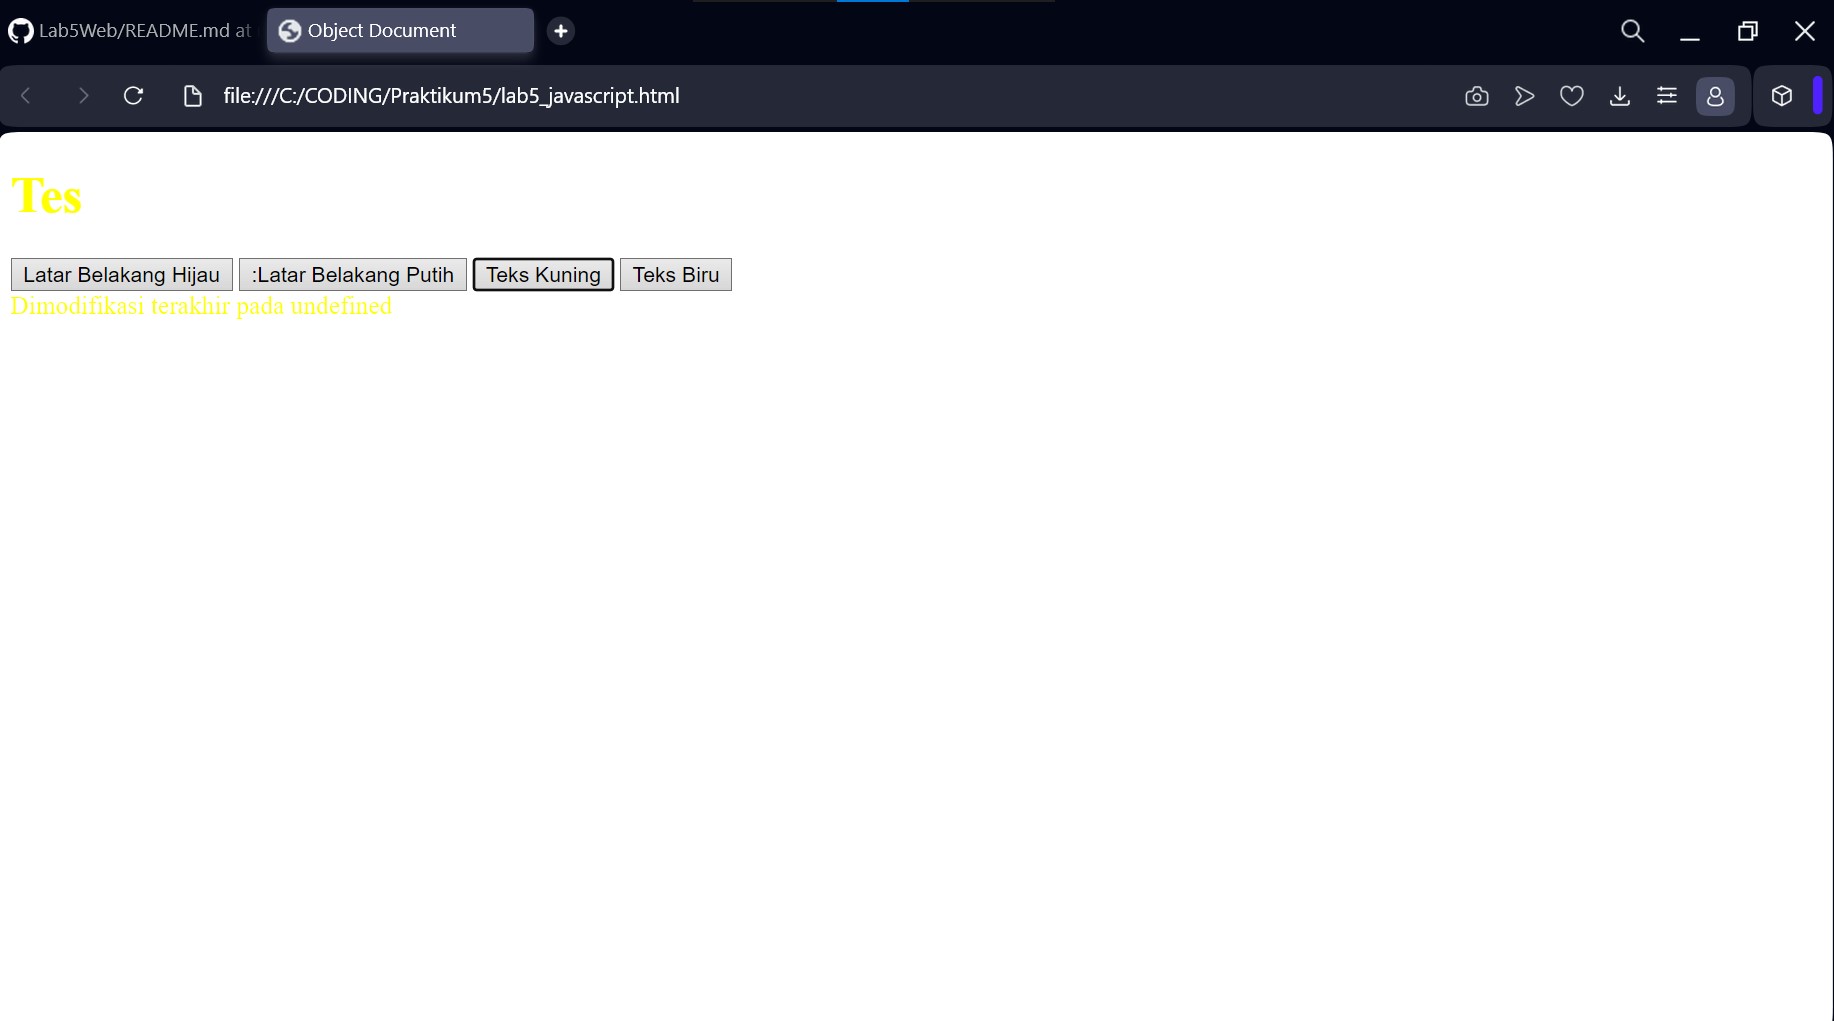 Lab5Web/README.md at
Object Document
file:///C:/CODING/Praktikum5/lab5_javascript.html
Tes
Latar Belakang Hijau :Latar Belakang Putih Teks Kuning Teks Biru
Dimodifikasi terakhir pada undefined